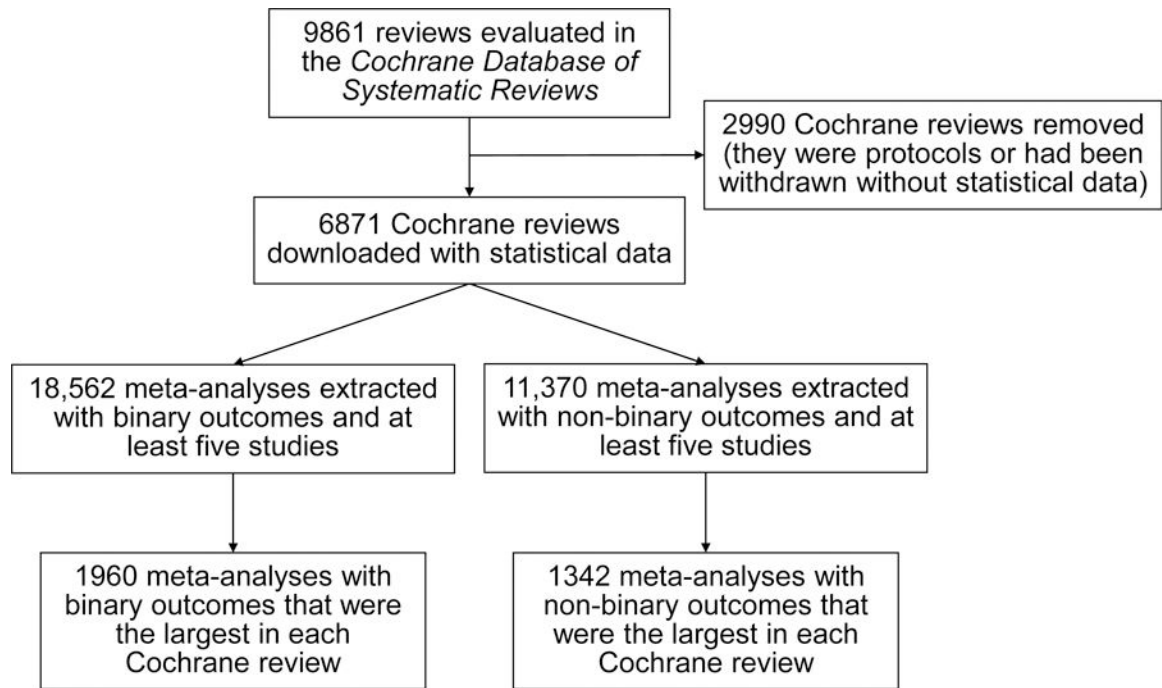 9861 reviews evaluated in
the Cochrane Database of
Systematic Reviews
2990 Cochrane reviews removed
(they were protocols or had been
withdrawn without statistical data)
6871 Cochrane reviews
downloaded with statistical data
18,562 meta-analyses extracted
with binary outcomes and at
least five studies
11,370 meta-analyses extracted
with non-binary outcomes and at
least five studies
1960 meta-analyses with
binary outcomes that were
the largest in each
Cochrane review
1342 meta-analyses with
non-binary outcomes that
were the largest in each
Cochrane review